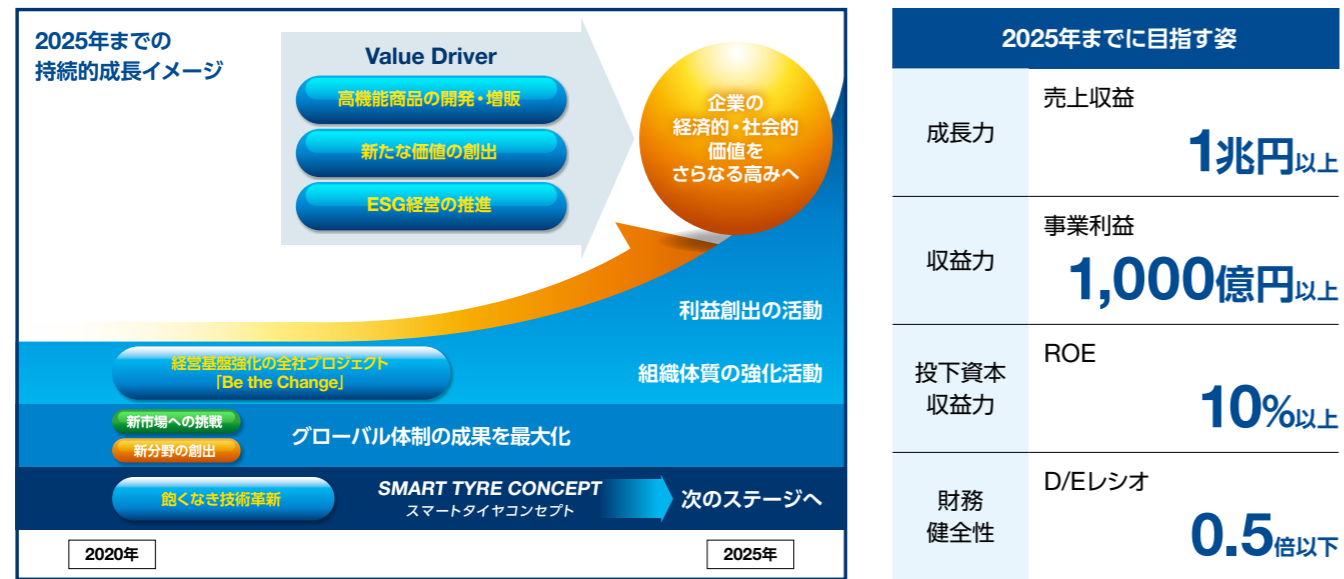 2025年までの
持続的成長イメージ
Value Driver
高機能商品の開発・増販
新たな価値の創出
ESG経営の推進
企業の
経済的・社会的
価値を
さらなる高みへ
利益創出の活動
経営基盤強化の全社プロジェクト
「Be the Change」
組織体質の強化活動
新市場への挑戦
新分野の創出
グローバル体制の成果を最大化
飽くなき技術革新
SMART TYRE CONCEPT
スマートタイヤコンセプト
次のステージへ
2020年
2025年
2025年までに目指す姿
成長力
売上収益
1兆円以上
収益力
事業利益
1,000億円以上
投下資本
収益力
ROE
10%以上
財務
健全性
D/Eレシオ
0.5倍以下